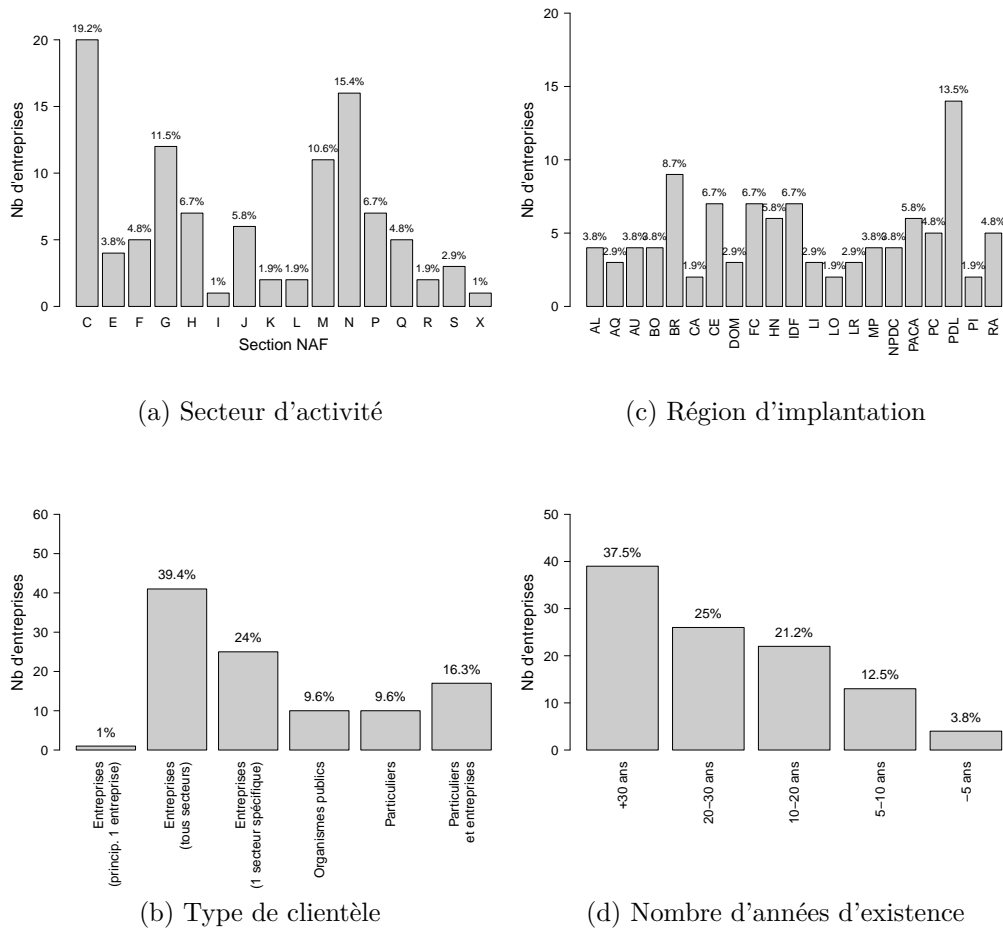 Nb d'entreprises
20
15
10
5
0
19.2%
3.8%
4.8%
11.5%
6.7%
1%
5.8%
1.9%
1.9%
10.6%
15.4%
6.7%
4.8%
1.9%
2.9%
1%
C E F G H I J K L M N P Q R S X
Section NAF
(a) Secteur d'activité
Nb d'entreprises
20
15
10
5
0
3.8%
2.9%
3.8%
3.8%
8.7%
1.9%
6.7%
2.9%
6.7%
5.8%
6.7%
2.9%
1.9%
2.9%
3.8%
3.8%
5.8%
4.8%
13.5%
1.9%
4.8%
AL
AQ
AU
BO
BR
CA
CE
DOM
FC
HN
IDF
LI
LO
LR
MP
NPDC
PACA
PC
PDL
PI
RA
(c) Région d'implantation
Nb d'entreprises
60
50
40
30
20
10
0
1%
39.4%
24%
9.6%
9.6%
16.3%
Entreprises
(princip. 1 entreprise)
Entreprises
(tous secteurs)
Entreprises
(1 secteur spécifique)
Organismes publics
Particuliers
Particuliers
et entreprises
(b) Type de clientèle
Nb d'entreprises
50
40
30
20
10
0
37.5%
25%
21.2%
12.5%
3.8%
+30 ans
20−30 ans
10−20 ans
5−10 ans
−5 ans
(d) Nombre d'années d'existence